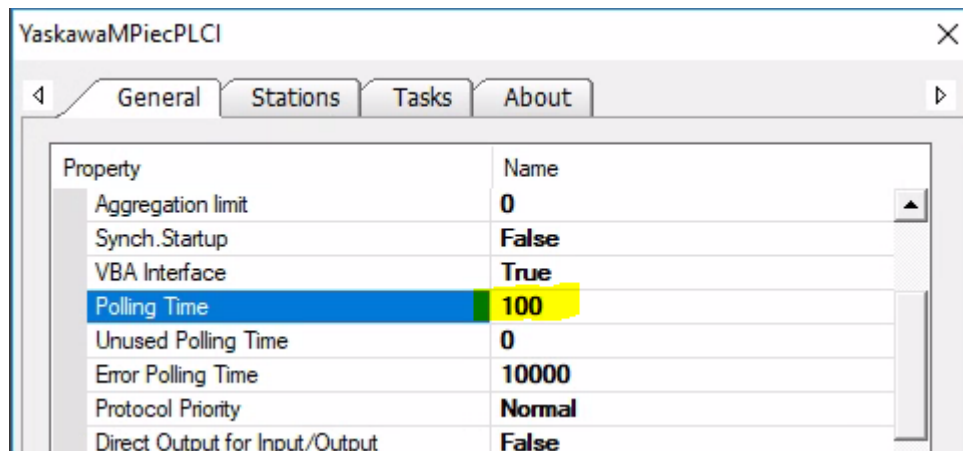 YaskawaMPiecPLCI
General Stations Tasks About
Property Name
Aggregation limit 0
Synch.Startup False
VBA Interface True
Polling Time 100
Unused Polling Time 0
Error Polling Time 10000
Protocol Priority Normal
Direct Output for Input/Output False